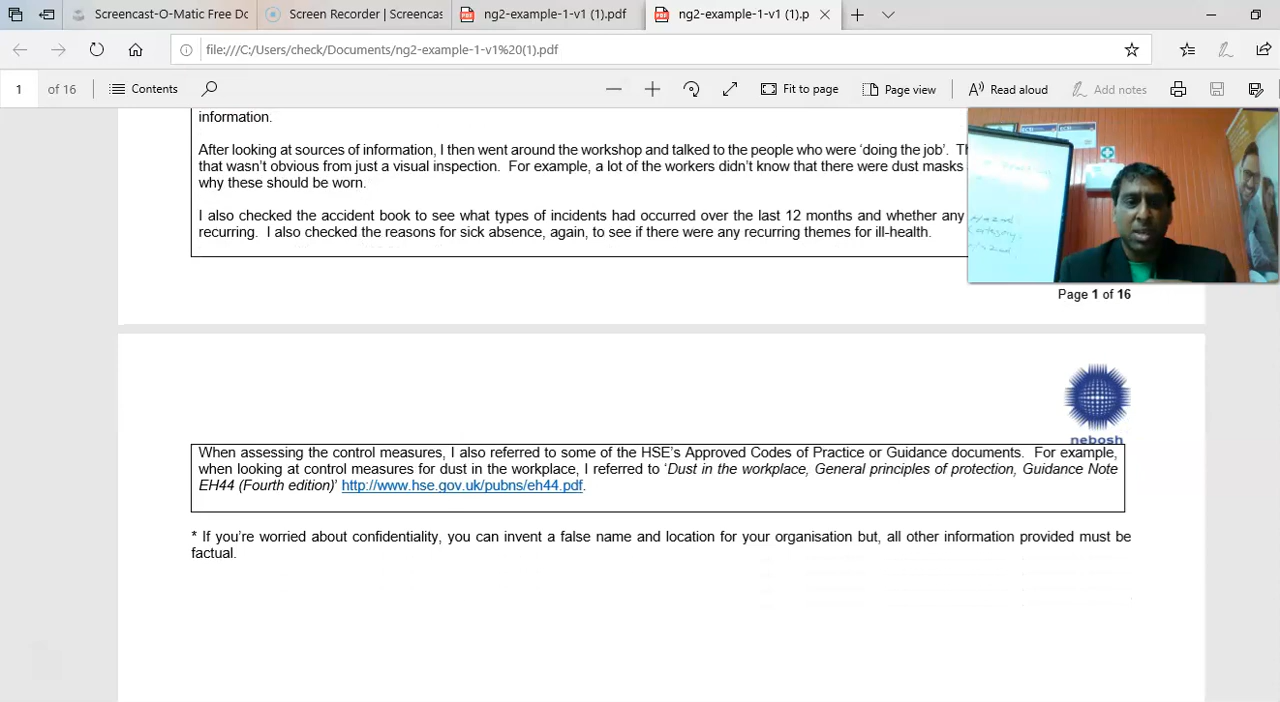 Screencast-O-Matic Free Do
Screen Recorder | Screencas
ng2-example-1-v1 (1).pdf
ng2-example-1-v1 (1).p
file:///C:/Users/check/Documents/ng2-example-1-v1%20(1).pdf
1 of 16
Contents
Fit to page
Page view
Read aloud
Add notes
information.
After looking at sources of information, I then went around the workshop and talked to the people who were ‘doing the job’.
that wasn’t obvious from just a visual inspection. For example, a lot of the workers didn’t know that there were dust masks
why these should be worn.
I also checked the accident book to see what types of incidents had occurred over the last 12 months and whether any
recurring. I also checked the reasons for sick absence, again, to see if there were any recurring themes for ill-health.
Hazard
Category
Page 1 of 16
nebosh
When assessing the control measures, I also referred to some of the HSE’s Approved Codes of Practice or Guidance documents. For example,
when looking at control measures for dust in the workplace, I referred to ‘Dust in the workplace, General principles of protection, Guidance Note
EH44 (Fourth edition)’ http://www.hse.gov.uk/pubns/eh44.pdf.
* If you’re worried about confidentiality, you can invent a false name and location for your organisation but, all other information provided must be
factual.